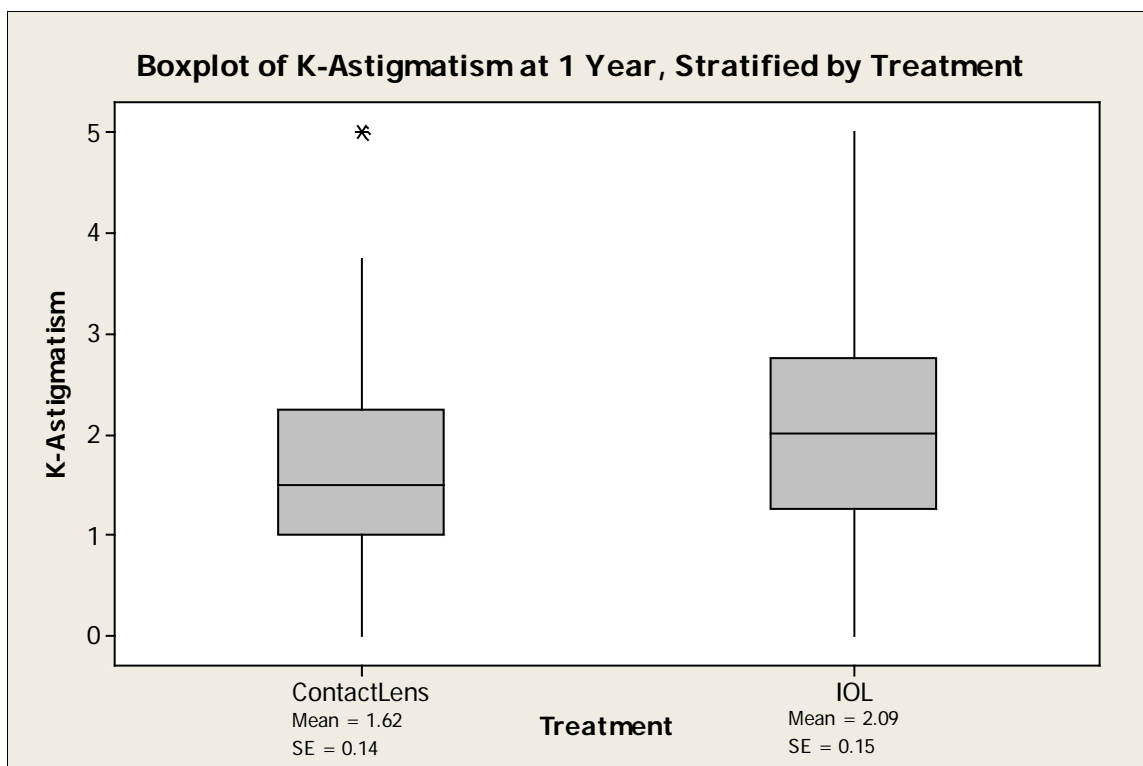 Boxplot of K-Astigmatism at 1 Year, Stratified by Treatment
K-Astigmatism
5
4
3
2
1
0
ContactLens
IOL
Mean = 1.62
SE = 0.14
Treatment
Mean = 2.09
SE = 0.15